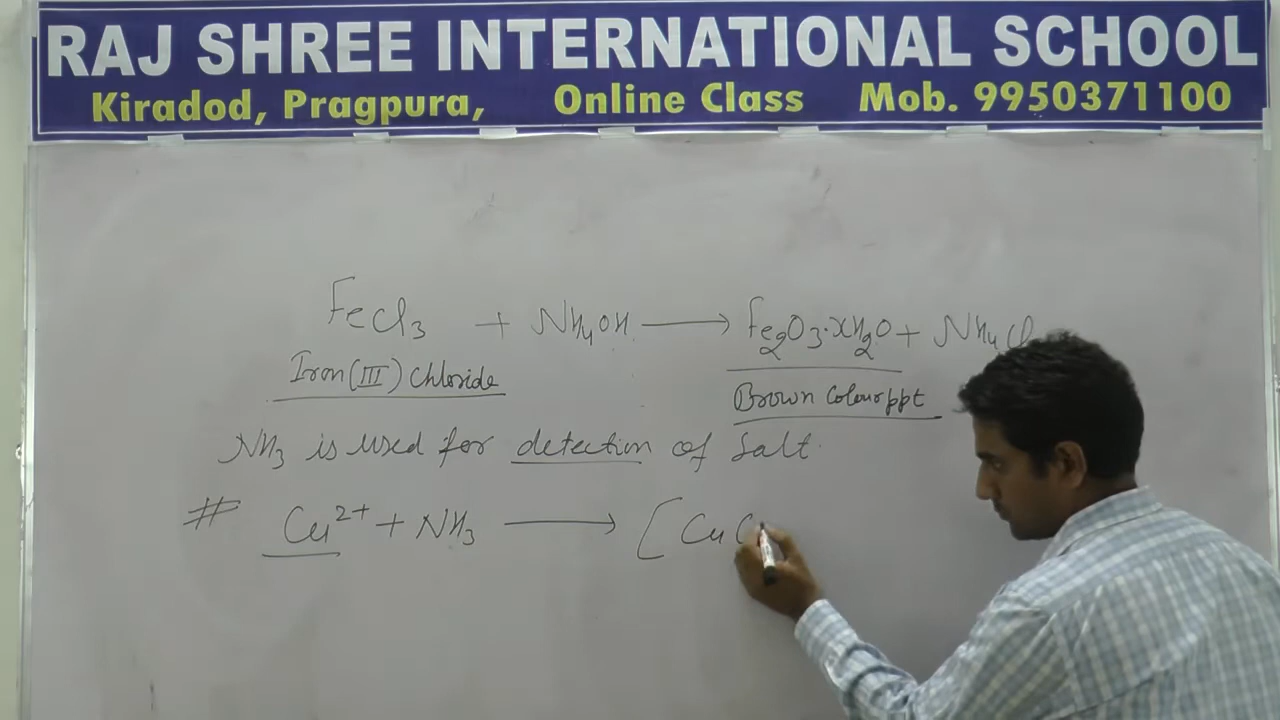 RAJ SHREE INTERNATIONAL SCHOOL
Kiradod, Pragpura, Online Class Mob. 9950371100
FeCl₃ + NH₄OH ⟶ Fe₂O₃·xH₂O + NH₄Cl
Iron(III) Chloride Brown Colour ppt
NH₃ is used for detection of Salt.
# Cu²⁺ + NH₃ ⟶ [Cu(